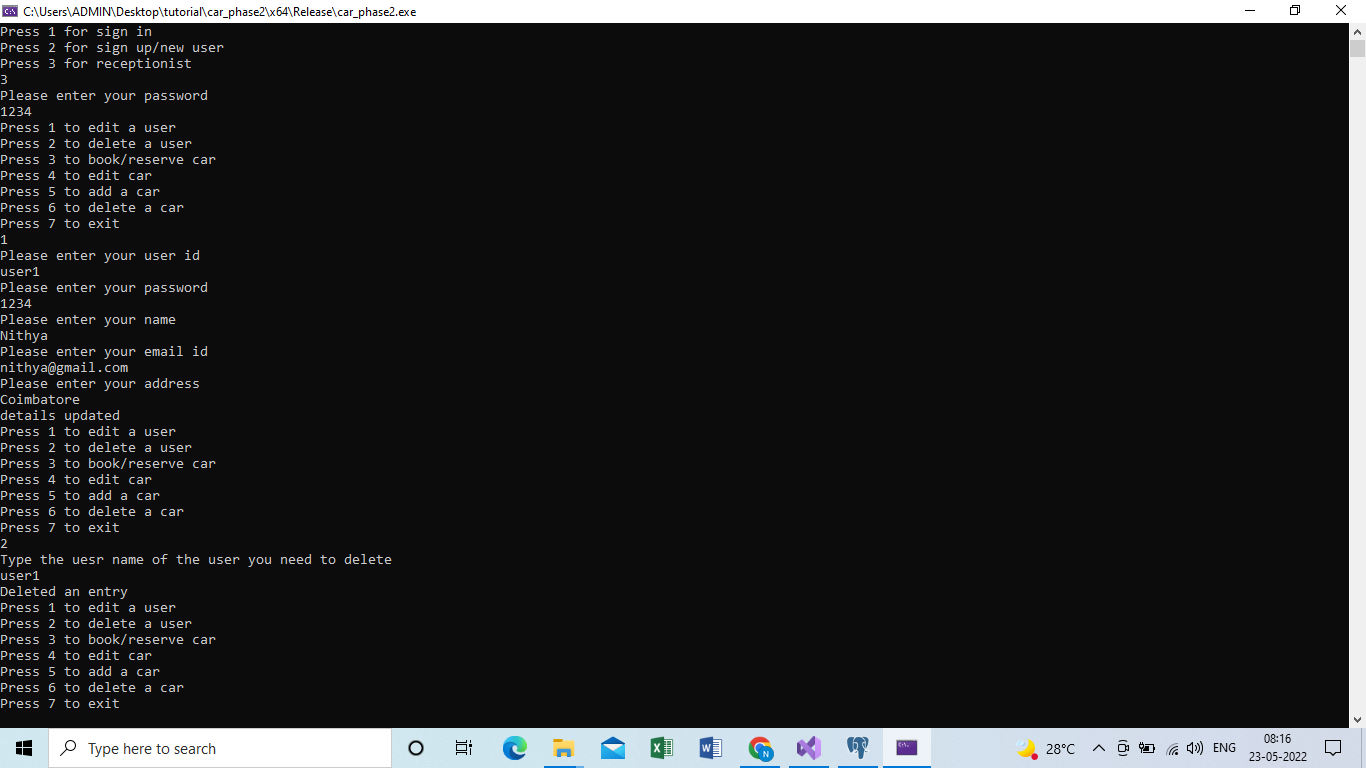 C:\Users\ADMIN\Desktop\tutorial\car_phase2\x64\Release\car_phase2.exe
Press 1 for sign in
Press 2 for sign up/new user
Press 3 for receptionist
3
Please enter your password
1234
Press 1 to edit a user
Press 2 to delete a user
Press 3 to book/reserve car
Press 4 to edit car
Press 5 to add a car
Press 6 to delete a car
Press 7 to exit
1
Please enter your user id
user1
Please enter your password
1234
Please enter your name
Nithya
Please enter your email id
nithya@gmail.com
Please enter your address
Coimbatore
details updated
Press 1 to edit a user
Press 2 to delete a user
Press 3 to book/reserve car
Press 4 to edit car
Press 5 to add a car
Press 6 to delete a car
Press 7 to exit
2
Type the uesr name of the user you need to delete
user1
Deleted an entry
Press 1 to edit a user
Press 2 to delete a user
Press 3 to book/reserve car
Press 4 to edit car
Press 5 to add a car
Press 6 to delete a car
Press 7 to exit
Type here to search
28°C
ENG
08:16
23-05-2022